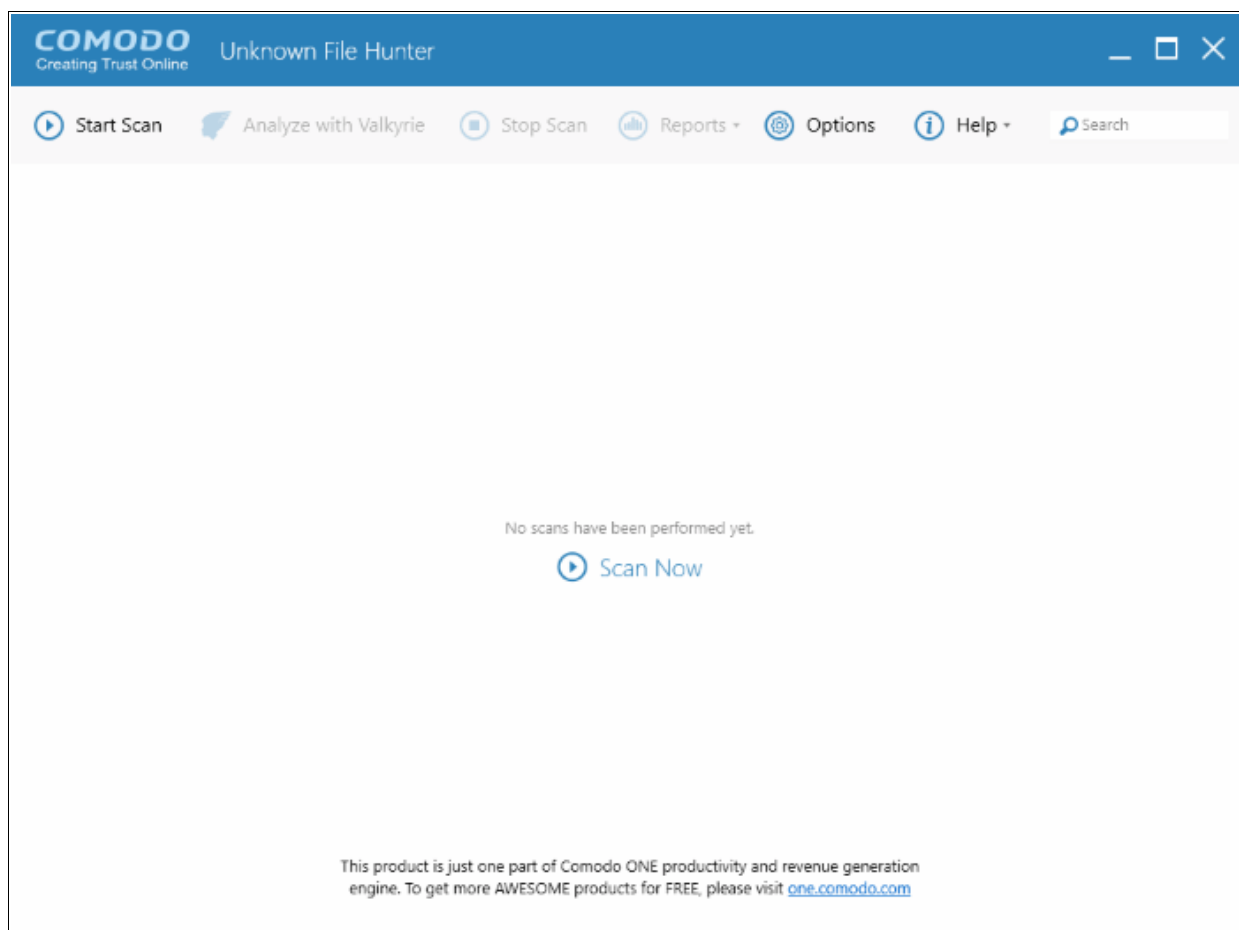 COMODO
Creating Trust Online
Unknown File Hunter
Start Scan
Analyze with Valkyrie
Stop Scan
Reports
Options
Help
Search
No scans have been performed yet.
Scan Now
This product is just one part of Comodo ONE productivity and revenue generation
engine. To get more AWESOME products for FREE, please visit one.comodo.com